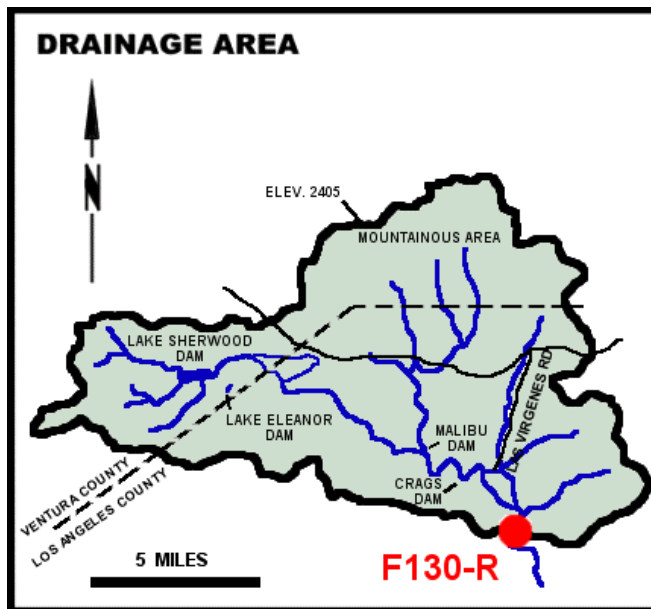 DRAINAGE AREA
N
ELEV. 2405
MOUNTAINOUS AREA
LAKE SHERWOOD
DAM
LAKE ELEANOR
DAM
MALIBU
DAM
LAS VIRGENES RD
CRAGS
DAM
VENTURA COUNTY
LOS ANGELES COUNTY
5 MILES
F130-R